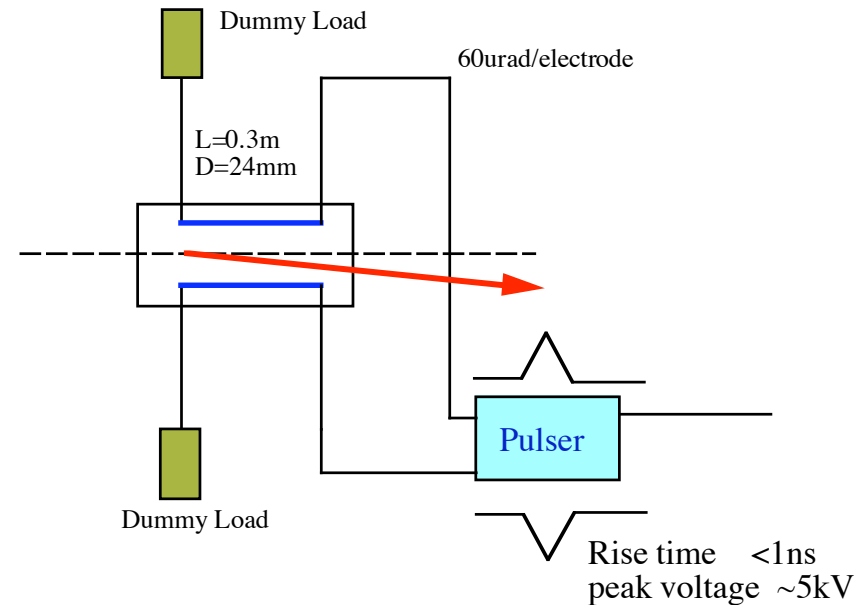 Dummy Load
60urad/electrode
L=0.3m
D=24mm
Pulser
Dummy Load
Rise time <1ns
peak voltage ~5kV